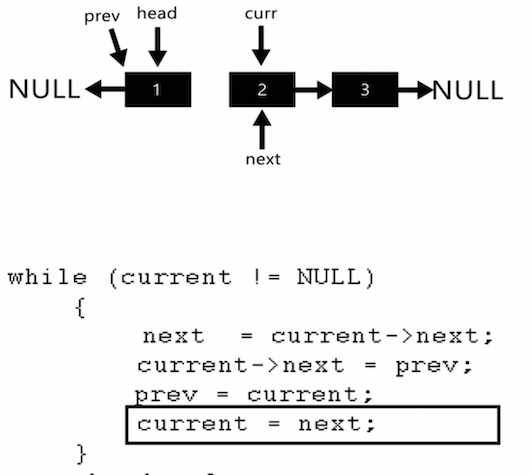 prev head curr
NULL 1 2 3 NULL
next
while (current != NULL)
{
next = current->next;
current->next = prev;
prev = current;
current = next;
}